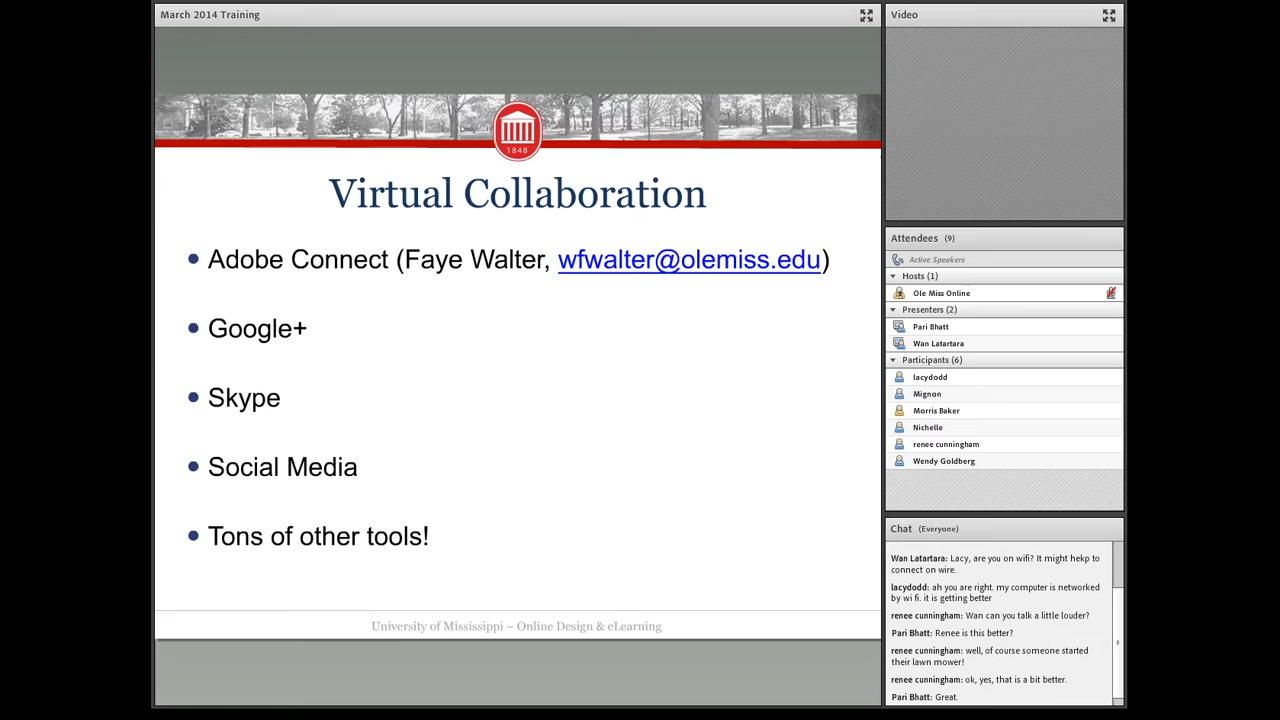 March 2014 Training
1848
Virtual Collaboration
Adobe Connect (Faye Walter, wfwalter@olemiss.edu)
Google+
Skype
Social Media
Tons of other tools!
University of Mississippi – Online Design & eLearning
Video
Attendees (9)
Active Speakers
Hosts (1)
Ole Miss Online
Presenters (2)
Pari Bhatt
Wan Latartara
Participants (6)
lacydodd
Mignon
Morris Baker
Nichelle
renee cunningham
Wendy Goldberg
Chat (Everyone)
Wan Latartara: Lacy, are you on wifi? It might hekp to
connect on wire.
lacydodd: ah you are right. my computer is networked
by wi fi. it is getting better
renee cunningham: Wan can you talk a little louder?
Pari Bhatt: Renee is this better?
renee cunningham: well, of course someone started
their lawn mower!
renee cunningham: ok, yes, that is a bit better.
Pari Bhatt: Great.